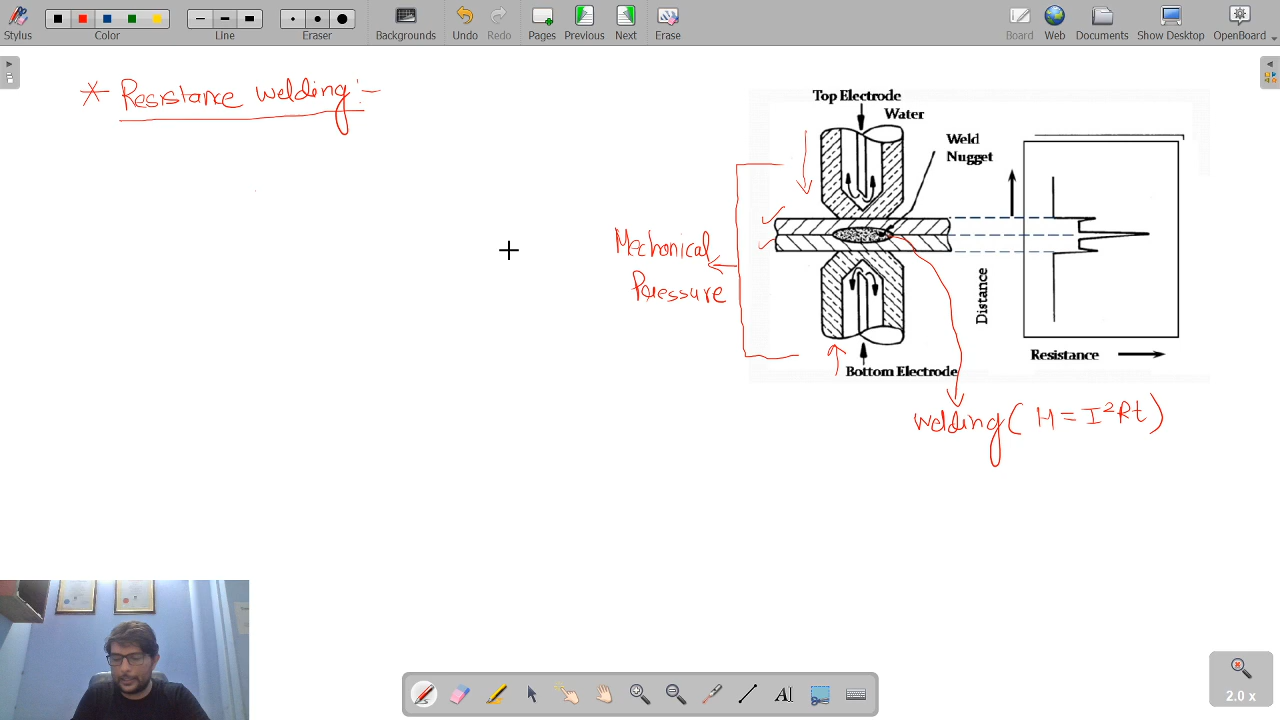 Stylus
Color
Line
Eraser
Backgrounds
Undo
Redo
Pages
Previous
Next
Erase
Board
Web
Documents
Show Desktop
OpenBoard
* Resistance welding :-
Top Electrode
Water
Weld
Nugget
Mechanical
Pressure
Distance
Resistance
Bottom Electrode
welding ( H = I²Rt )
2.0 x